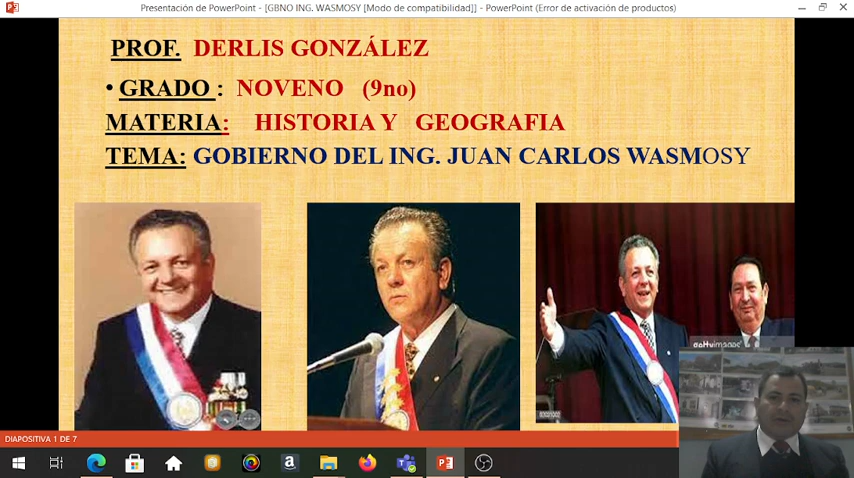 Presentación de PowerPoint - [GBNO ING. WASMOSY [Modo de compatibilidad]] - PowerPoint (Error de activación de productos)
PROF. DERLIS GONZÁLEZ
• GRADO : NOVENO (9no)
MATERIA: HISTORIA Y GEOGRAFIA
TEMA: GOBIERNO DEL ING. JUAN CARLOS WASMOSY
DIAPOSITIVA 1 DE 7